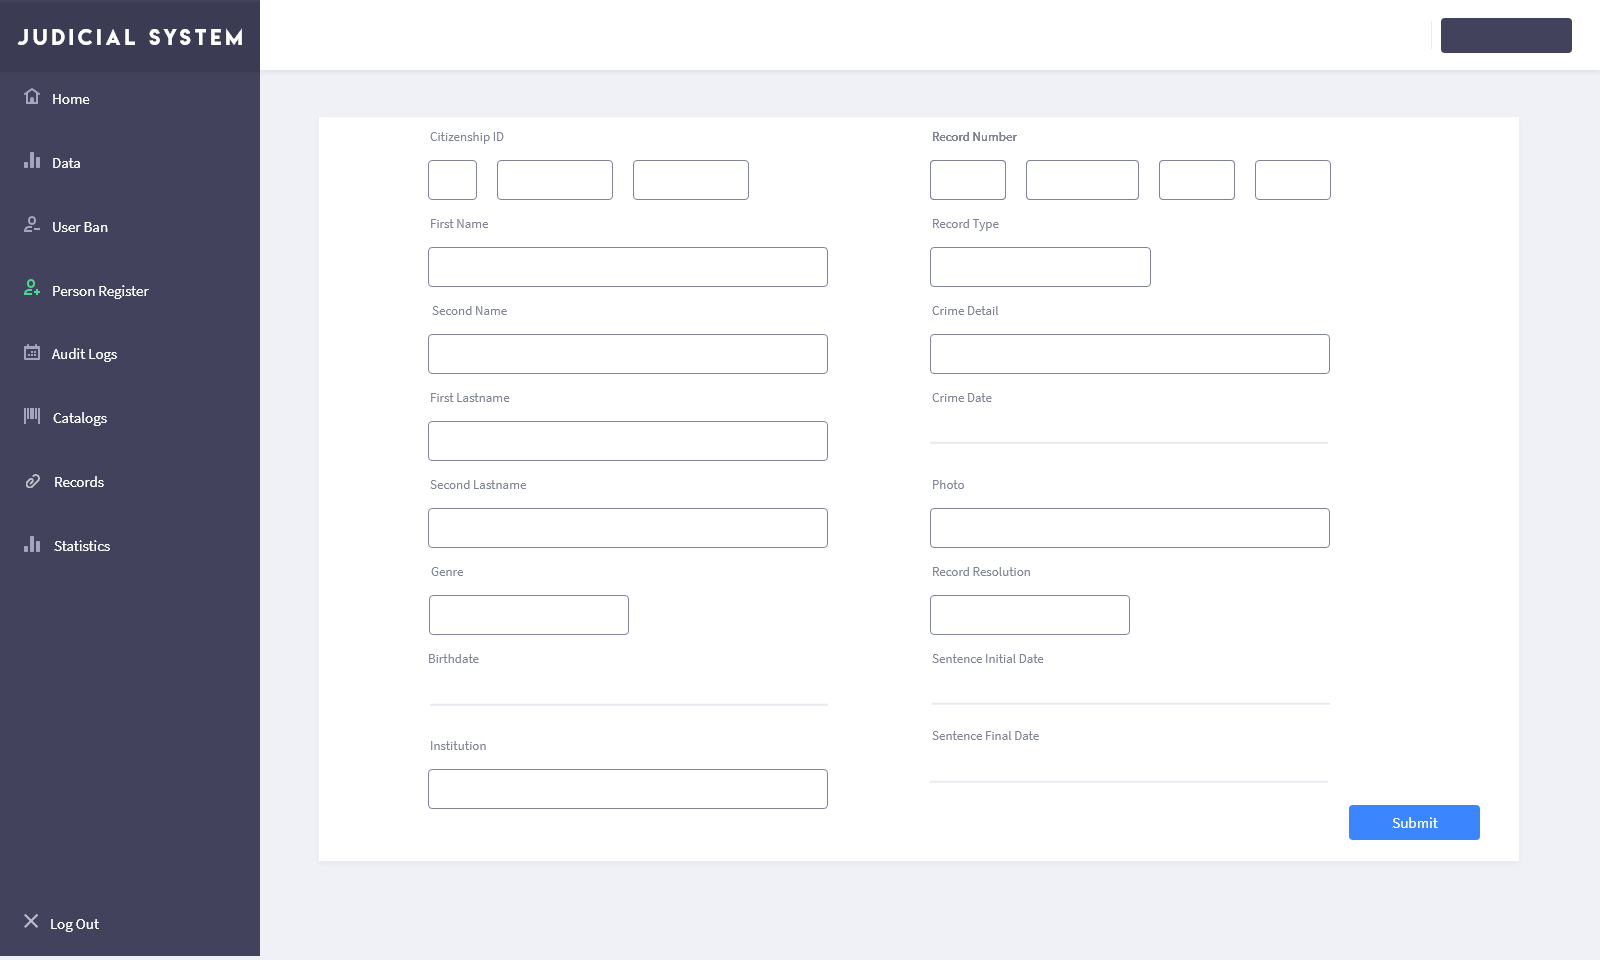 JUDICIAL SYSTEM
Home
Data
User Ban
Person Register
Audit Logs
Catalogs
Records
Statistics
Log Out
Citizenship ID
First Name
Second Name
First Lastname
Second Lastname
Genre
Birthdate
Institution
Record Number
Record Type
Crime Detail
Crime Date
Photo
Record Resolution
Sentence Initial Date
Sentence Final Date
Submit